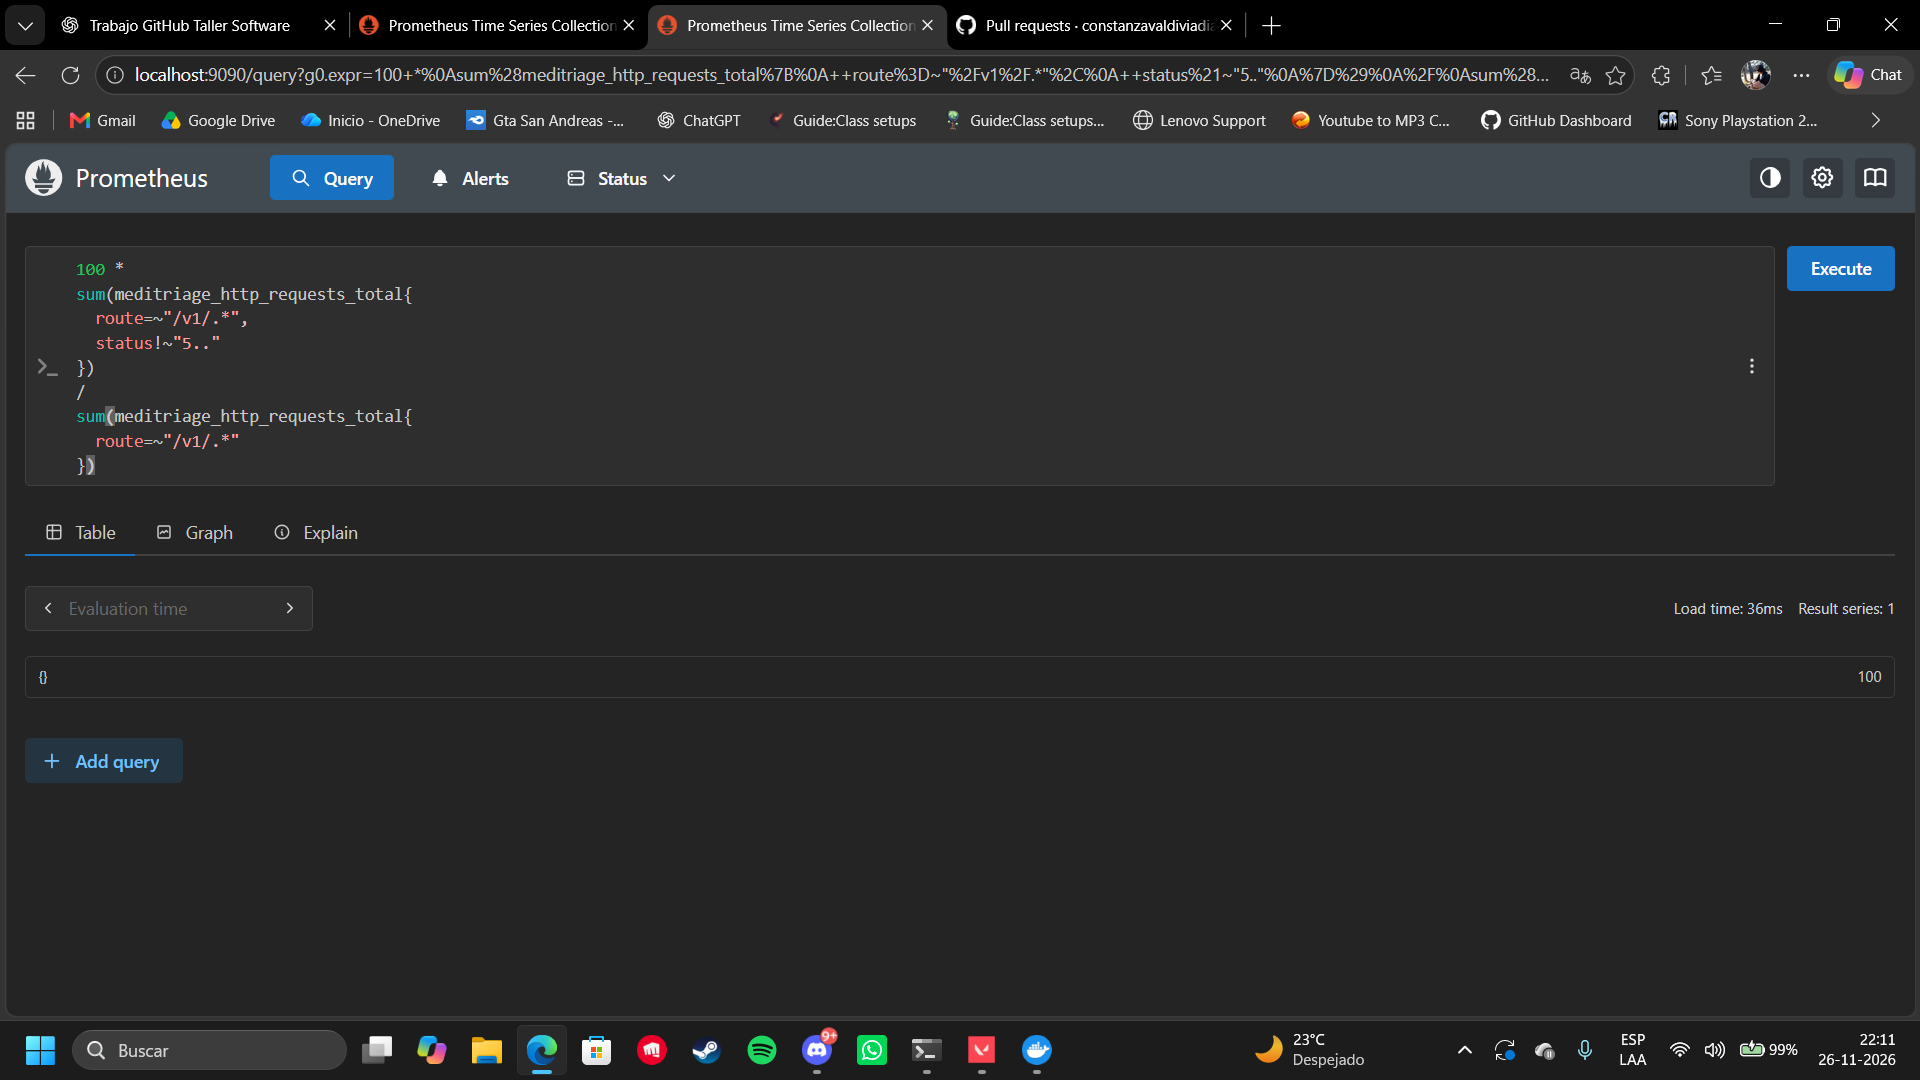 Trabajo GitHub Taller Software
Prometheus Time Series Collection
Prometheus Time Series Collection
Pull requests · constanzavaldiviadia
localhost:9090/query?g0.expr=100+*%0Asum%28meditriage_http_requests_total%7B%0A++route%3D~"%2Fv1%2F.*"%2C%0A++status%21~"5.."%0A%7D%29%0A%2F%0Asum%28...
Chat
Gmail
Google Drive
Inicio - OneDrive
Gta San Andreas -...
ChatGPT
Guide:Class setups
Guide:Class setups...
Lenovo Support
Youtube to MP3 C...
GitHub Dashboard
Sony Playstation 2...
Prometheus
Query
Alerts
Status
100 *
sum(meditriage_http_requests_total{
  route=~"/v1/.*",
  status!~"5.."
})
/
sum(meditriage_http_requests_total{
  route=~"/v1/.*"
})
Execute
Table
Graph
Explain
Evaluation time
Load time: 36ms Result series: 1
{} 100
Add query
Buscar
9+
23°C
Despejado
ESP
LAA
99%
22:11
26-11-2026